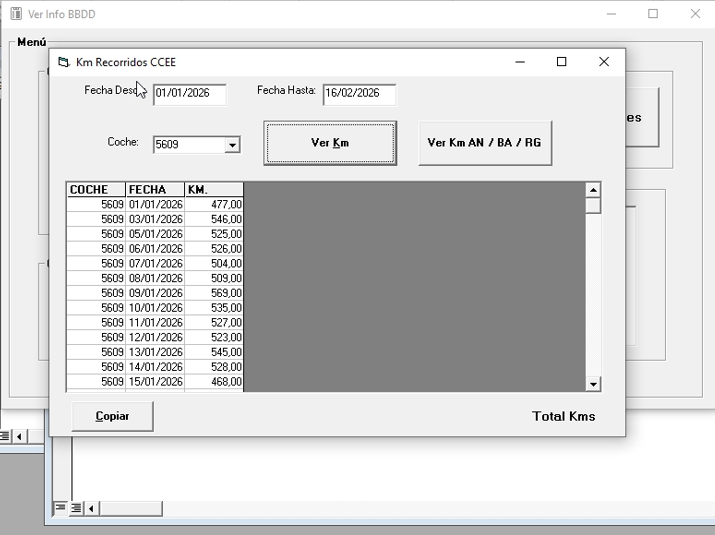 Ver Info BBDD
Menú
Km Recorridos CCEE
Fecha Desd
01/01/2026
Fecha Hasta:
16/02/2026
es
Coche:
5609
Ver Km
Ver Km AN / BA / RG
COCHE FECHA KM.
5609 01/01/2026 477,00
5609 03/01/2026 546,00
5609 05/01/2026 525,00
5609 06/01/2026 526,00
5609 07/01/2026 504,00
5609 08/01/2026 509,00
5609 09/01/2026 569,00
5609 10/01/2026 535,00
5609 11/01/2026 527,00
5609 12/01/2026 523,00
5609 13/01/2026 545,00
5609 14/01/2026 528,00
5609 15/01/2026 468,00
Copiar
Total Kms